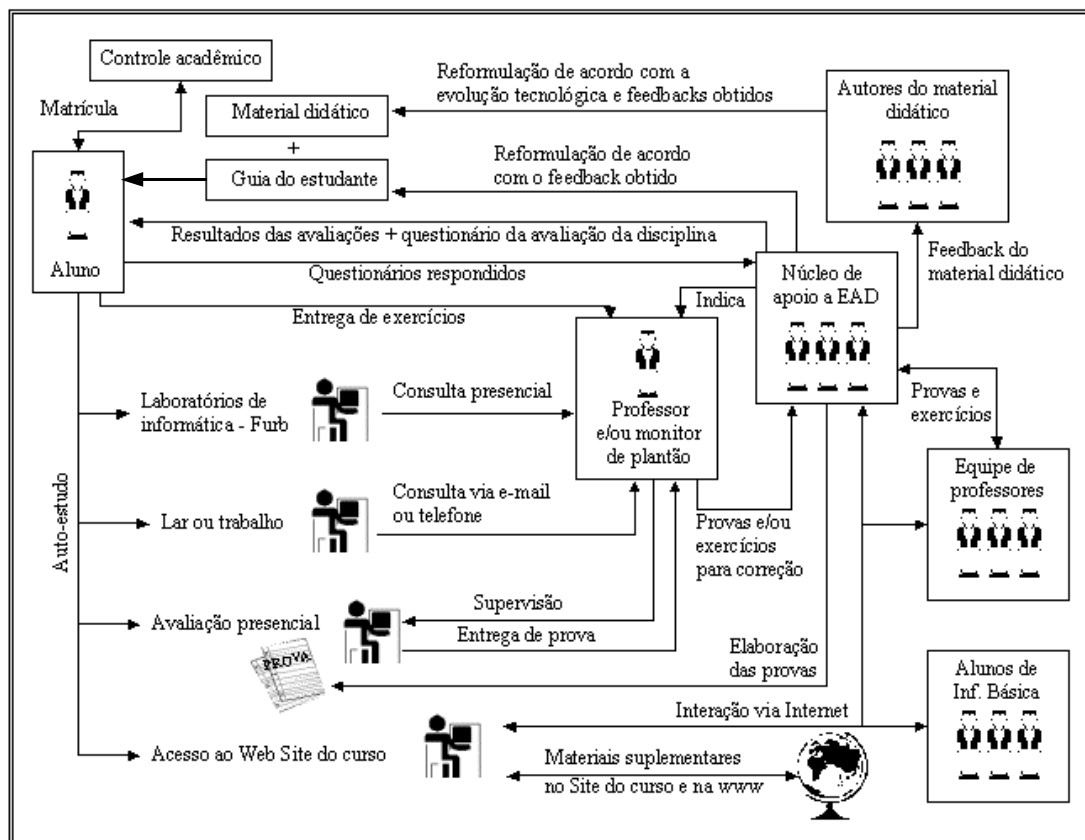 Controle acadêmico
Matrícula
Material didático
+
Guia do estudante
Reformulação de acordo com a
evolução tecnológica e feedbacks obtidos
Autores do material
didático
Reformulação de acordo
com o feedback obtido
Aluno
Resultados das avaliações + questionário da avaliação da disciplina
Questionários respondidos
Entrega de exercícios
Indica
Núcleo de
apoio a EAD
Feedback do
material didático
Laboratórios de
informática - Furb
Consulta presencial
Professor
e/ou monitor
de plantão
Provas e
exercícios
Equipe de
professores
Auto-estudo
Lar ou trabalho
Consulta via e-mail
ou telefone
Provas e/ou
exercícios
para correção
Avaliação presencial
Supervisão
Entrega de prova
PROVA
Elaboração
das provas
Alunos de
Inf. Básica
Interação via Internet
Acesso ao Web Site do curso
Materiais suplementares
no Site do curso e na www